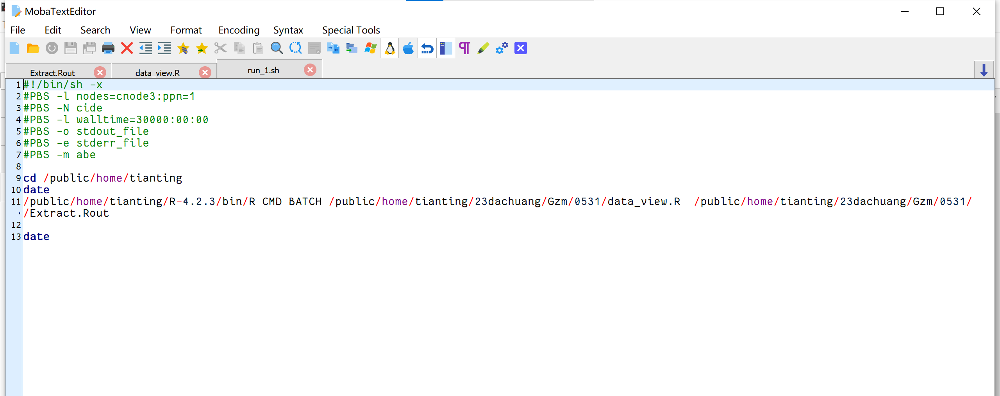 MobaTextEditor
File Edit Search View Format Encoding Syntax Special Tools
Extract.Rout data_view.R run_1.sh
1 #!/bin/sh -x
2 #PBS -l nodes=cnode3:ppn=1
3 #PBS -N cide
4 #PBS -l walltime=30000:00:00
5 #PBS -o stdout_file
6 #PBS -e stderr_file
7 #PBS -m abe
8
9 cd /public/home/tianting
10 date
11 /public/home/tianting/R-4.2.3/bin/R CMD BATCH /public/home/tianting/23dachuang/Gzm/0531/data_view.R  /public/home/tianting/23dachuang/Gzm/0531/
/Extract.Rout
12
13 date